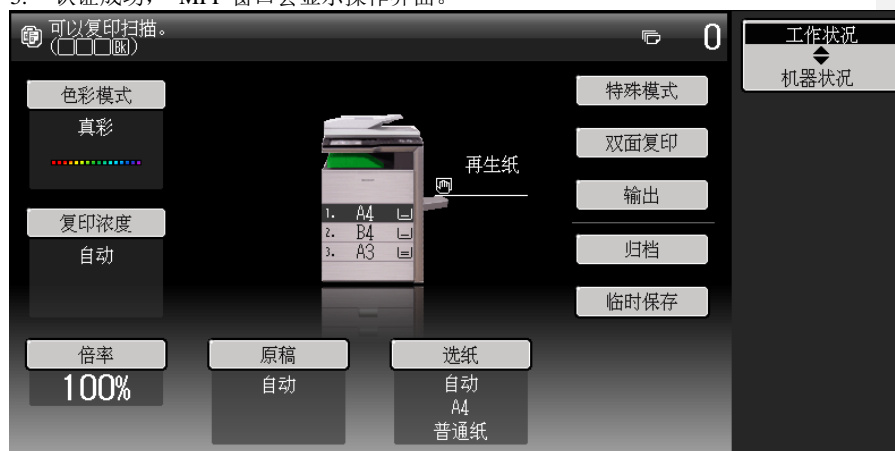 3. 认证成功， MFP 窗口会显示操作界面。
可以复印扫描。
(□□□Bk)
0
工作状况
机器状况
色彩模式
真彩
特殊模式
双面复印
再生纸
输出
复印浓度
自动
1. A4
2. B4
3. A3
归档
临时保存
倍率
100%
原稿
自动
选纸
自动
A4
普通纸